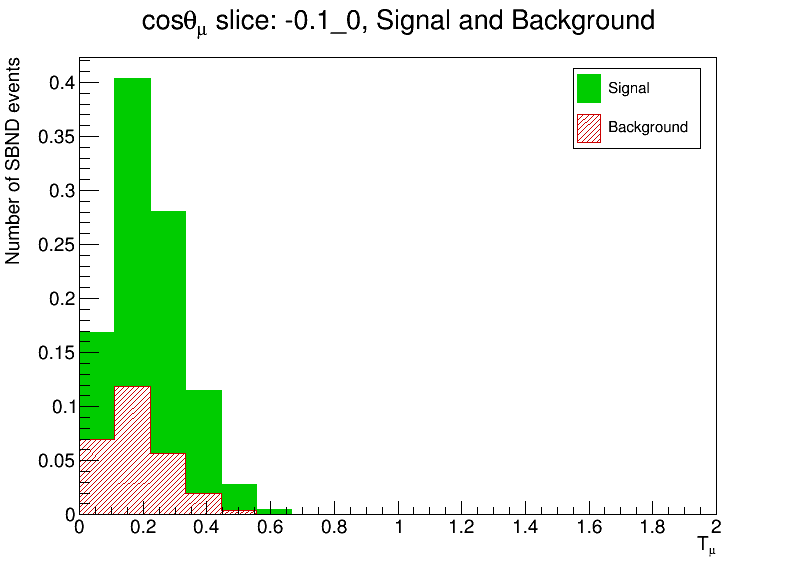 cosθμ slice: -0.1_0, Signal and Background
Number of SBND events
Signal
Background
0.4
0.35
0.3
0.25
0.2
0.15
0.1
0.05
0
0 0.2 0.4 0.6 0.8 1 1.2 1.4 1.6 1.8 2
Tμ